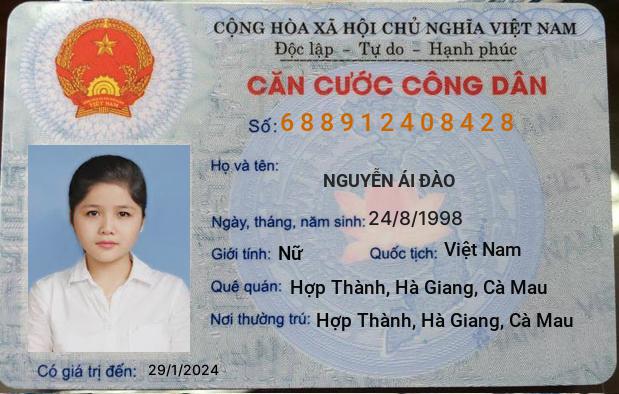 CỘNG HÒA XÃ HỘI CHỦ NGHĨA VIỆT NAM
Độc lập - Tự do - Hạnh phúc
CĂN CƯỚC CÔNG DÂN
Số: 688912408428
Họ và tên:
NGUYỄN ÁI ĐÀO
Ngày, tháng, năm sinh: 24/8/1998
Giới tính: Nữ Quốc tịch: Việt Nam
Quê quán: Hợp Thành, Hà Giang, Cà Mau
Nơi thường trú: Hợp Thành, Hà Giang, Cà Mau
Có giá trị đến: 29/1/2024
VIỆT NAM